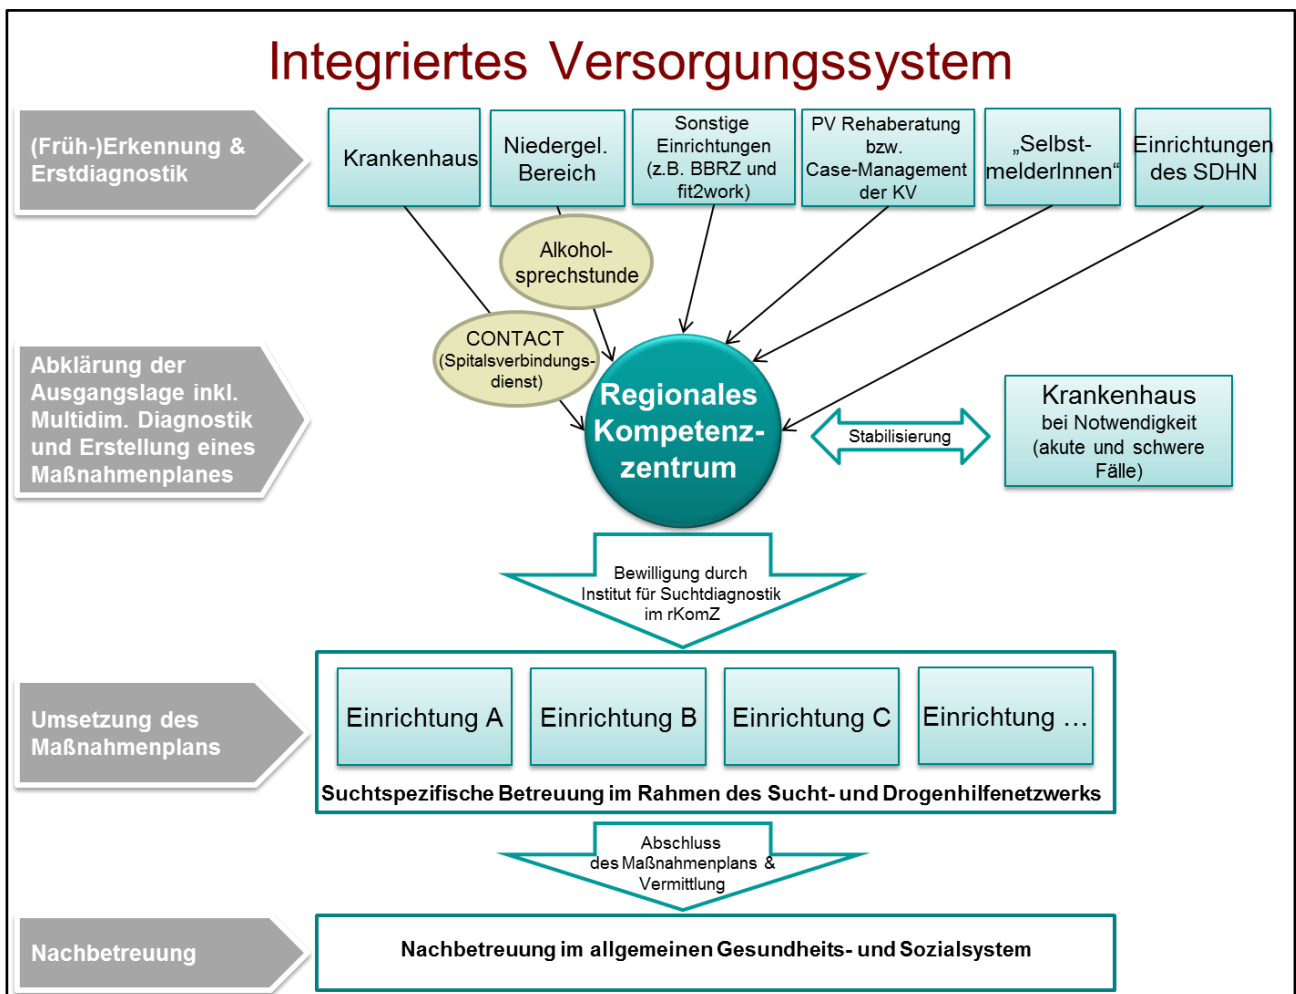 Integriertes Versorgungssystem
(Früh-)Erkennung &
Erstdiagnostik
Krankenhaus
Niedergel.
Bereich
Sonstige
Einrichtungen
(z.B. BBRZ und
fit2work)
PV Rehaberatung
bzw.
Case-Management
der KV
„Selbst-
melderInnen“
Einrichtungen
des SDHN
Alkohol-
sprechstunde
CONTACT
(Spitalsverbindungs-
dienst)
Abklärung der
Ausgangslage inkl.
Multidim. Diagnostik
und Erstellung eines
Maßnahmenplanes
Regionales
Kompetenz-
zentrum
Stabilisierung
Krankenhaus
bei Notwendigkeit
(akute und schwere
Fälle)
Bewilligung durch
Institut für Suchtdiagnostik
im rKomZ
Umsetzung des
Maßnahmenplans
Einrichtung A
Einrichtung B
Einrichtung C
Einrichtung ...
Suchtspezifische Betreuung im Rahmen des Sucht- und Drogenhilfenetzwerks
Abschluss
des Maßnahmenplans &
Vermittlung
Nachbetreuung
Nachbetreuung im allgemeinen Gesundheits- und Sozialsystem